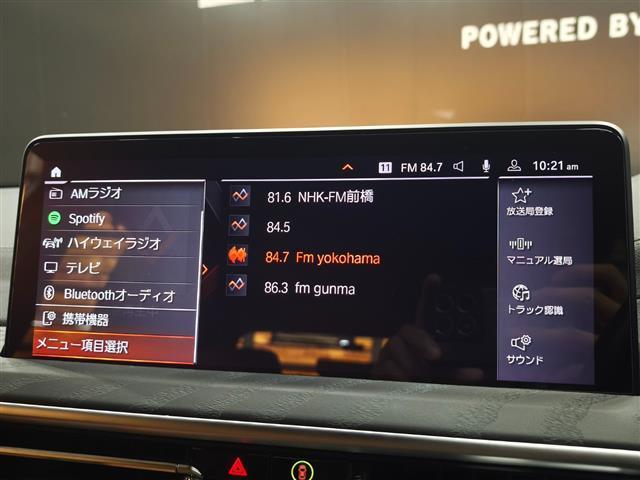 POWERED BY
11 FM 84.7 10:21 am
AMラジオ
Spotify
ハイウェイラジオ
テレビ
Bluetoothオーディオ
携帯機器
メニュー項目選択
81.6 NHK-FM前橋
84.5
84.7 Fm yokohama
86.3 fm gunma
放送局登録
マニュアル選局
トラック認識
サウンド